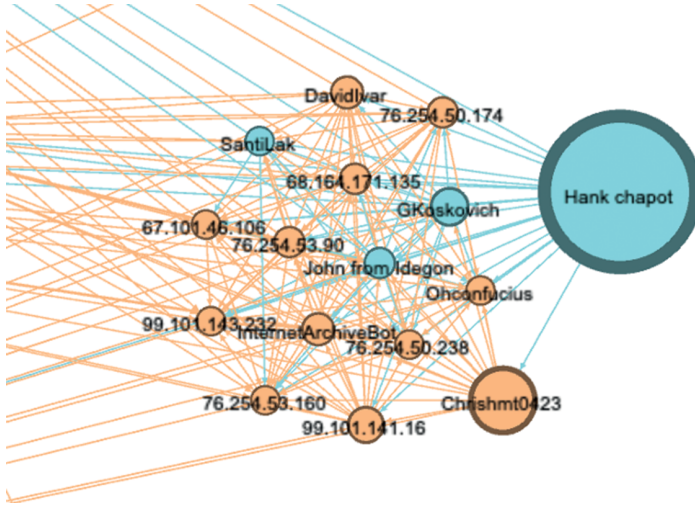 DavidIvar
76.254.50.174
SantiLak
68.164.171.135
Hank chapot
GKoskovich
67.101.46.106
76.254.53.90
John from Idegon
Ohconfucius
99.101.143.232
InternetArchiveBot
76.254.50.238
76.254.53.160
Chrishmt0423
99.101.141.16